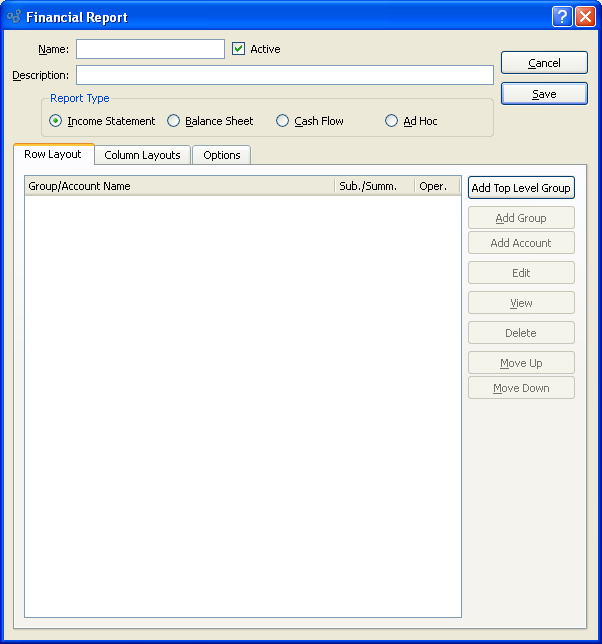 Financial Report
?
Name:
Active
Cancel
Description:
Save
Report Type
Income Statement Balance Sheet Cash Flow Ad Hoc
Row Layout Column Layouts Options
Group/Account Name Sub./Summ. Oper.
Add Top Level Group
Add Group
Add Account
Edit
View
Delete
Move Up
Move Down